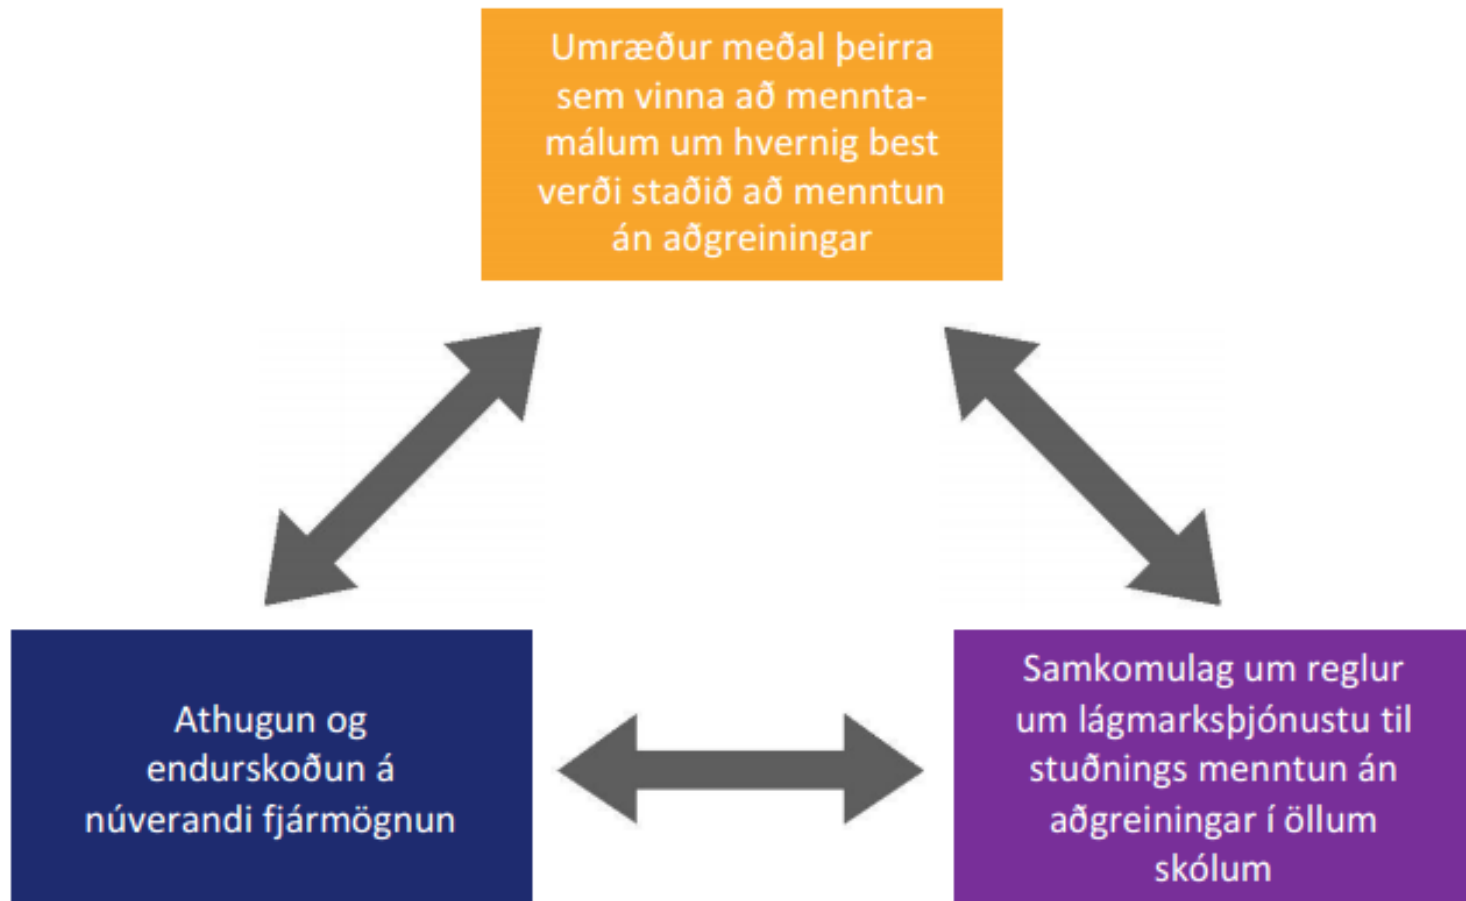 Umræður meðal þeirra
sem vinna að mennta-
málum um hvernig best
verði staðið að menntun
án aðgreiningar
Athugun og
endurskoðun á
núverandi fjármögnun
Samkomulag um reglur
um lágmarksþjónustu til
stuðnings menntun án
aðgreiningar í öllum
skólum